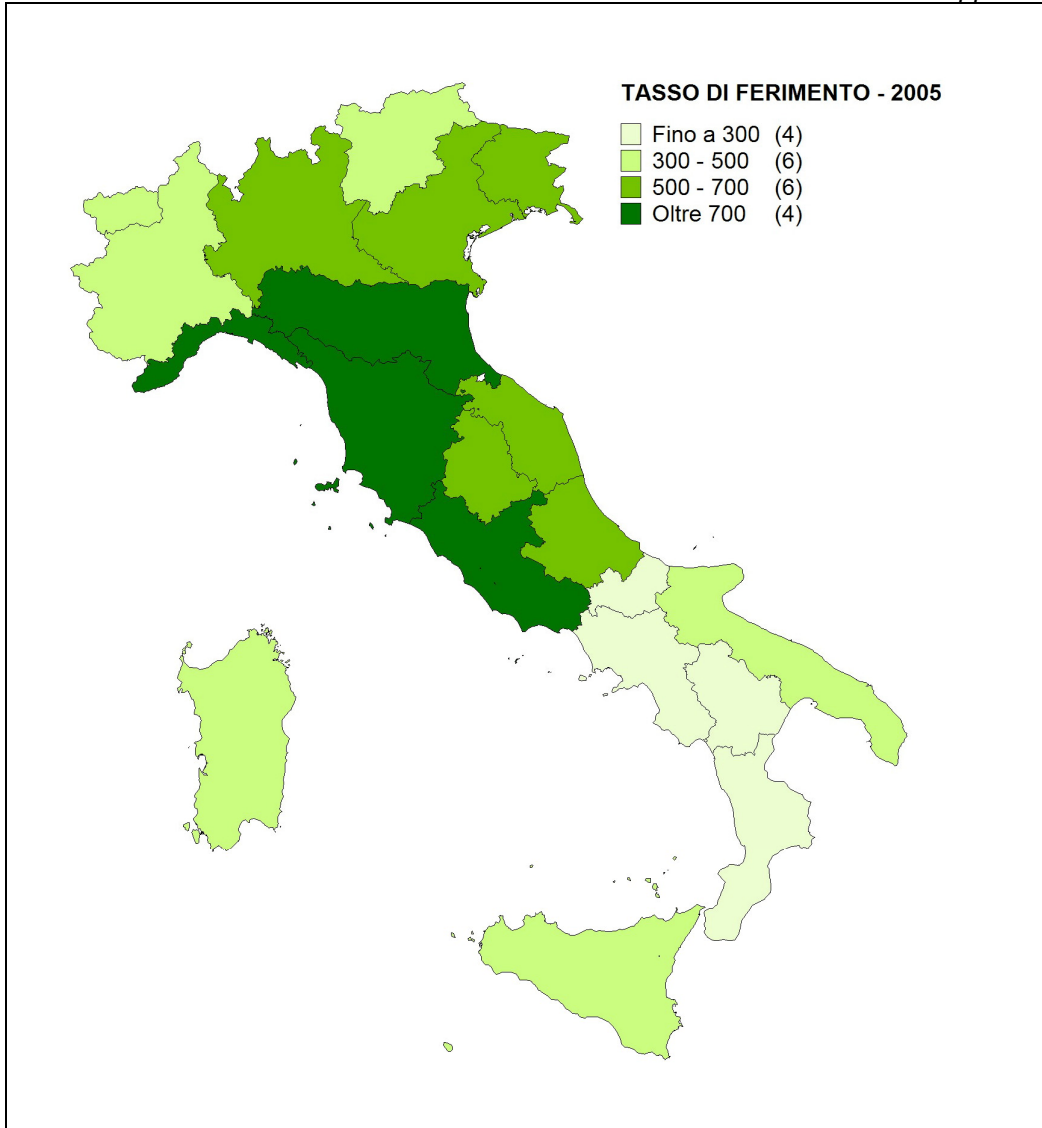 TASSO DI FERIMENTO - 2005
Fino a 300 (4)
300 - 500 (6)
500 - 700 (6)
Oltre 700 (4)